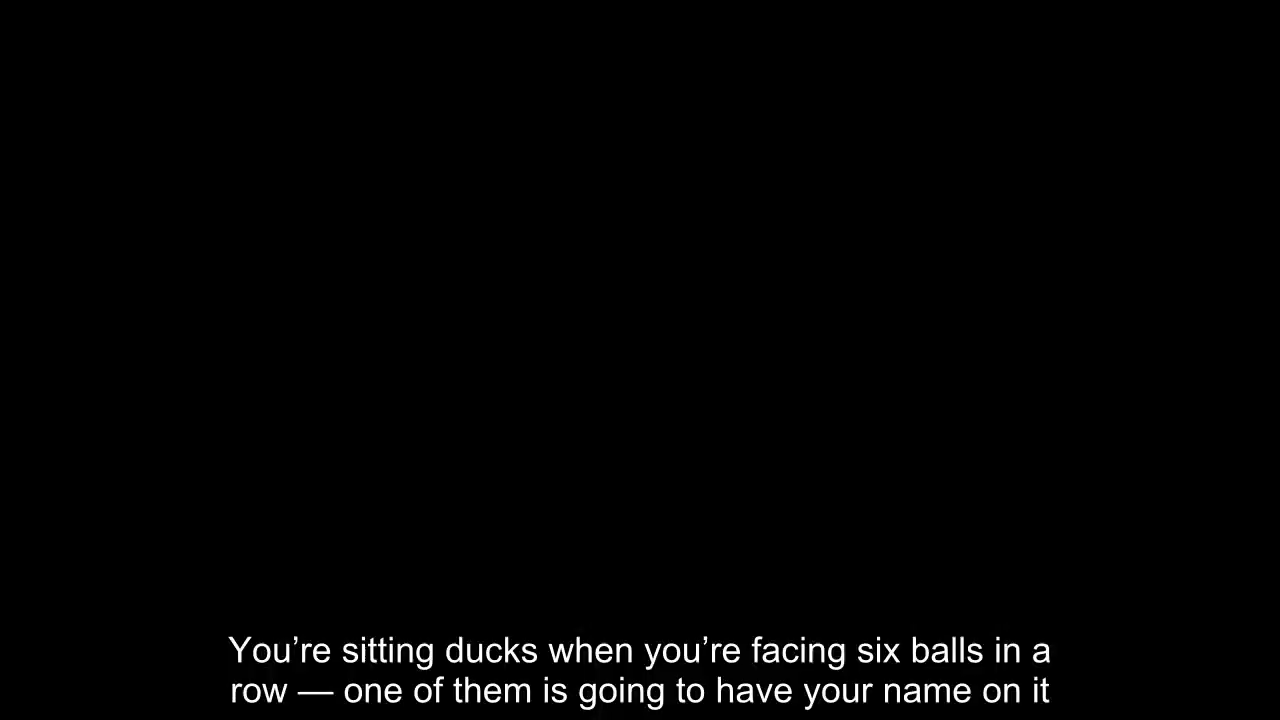 You’re sitting ducks when you’re facing six balls in a
row — one of them is going to have your name on it